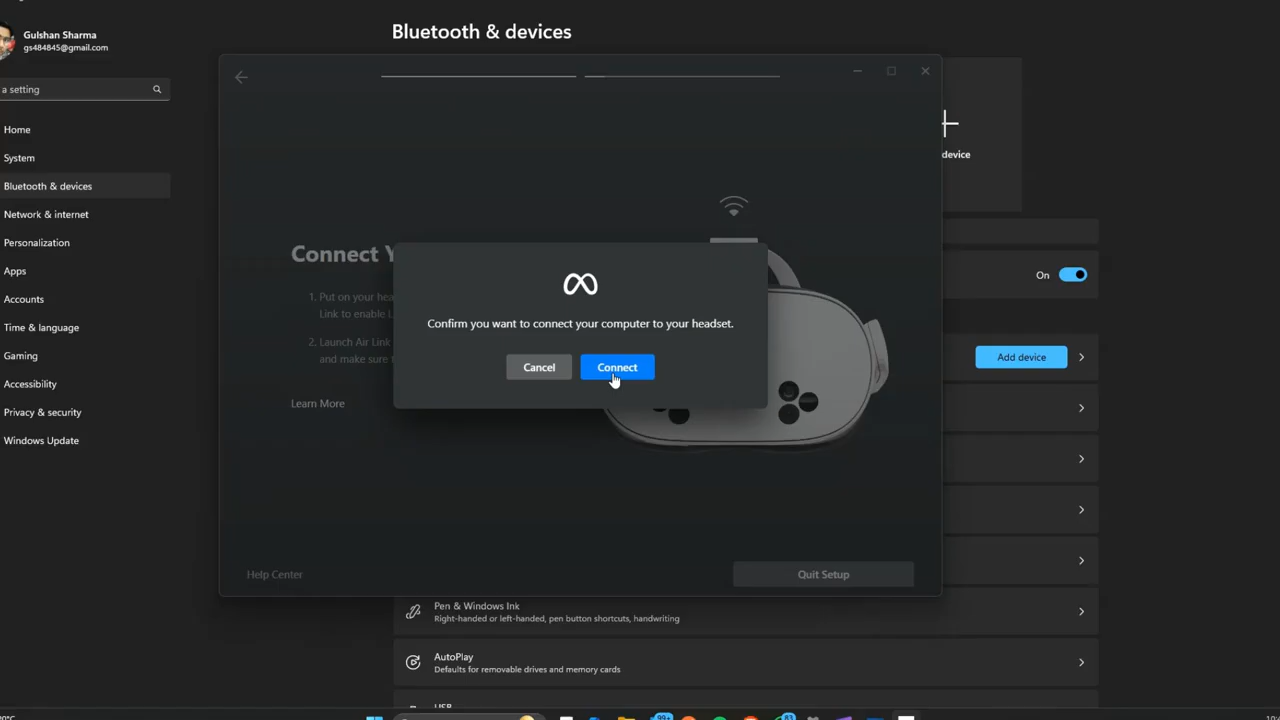 Gulshan Sharma
gs484845@gmail.com
a setting
Home
System
Bluetooth & devices
Network & internet
Personalization
Apps
Accounts
Time & language
Gaming
Accessibility
Privacy & security
Windows Update
Bluetooth & devices
device
On
Add device
Connect Y
1. Put on your hea
Link to enable
2. Launch Air Link
and make sure
Learn More
Confirm you want to connect your computer to your headset.
Cancel
Connect
Help Center
Quit Setup
Pen & Windows Ink
Right-handed or left-handed, pen button shortcuts, handwriting
AutoPlay
Defaults for removable drives and memory cards
USB
99+